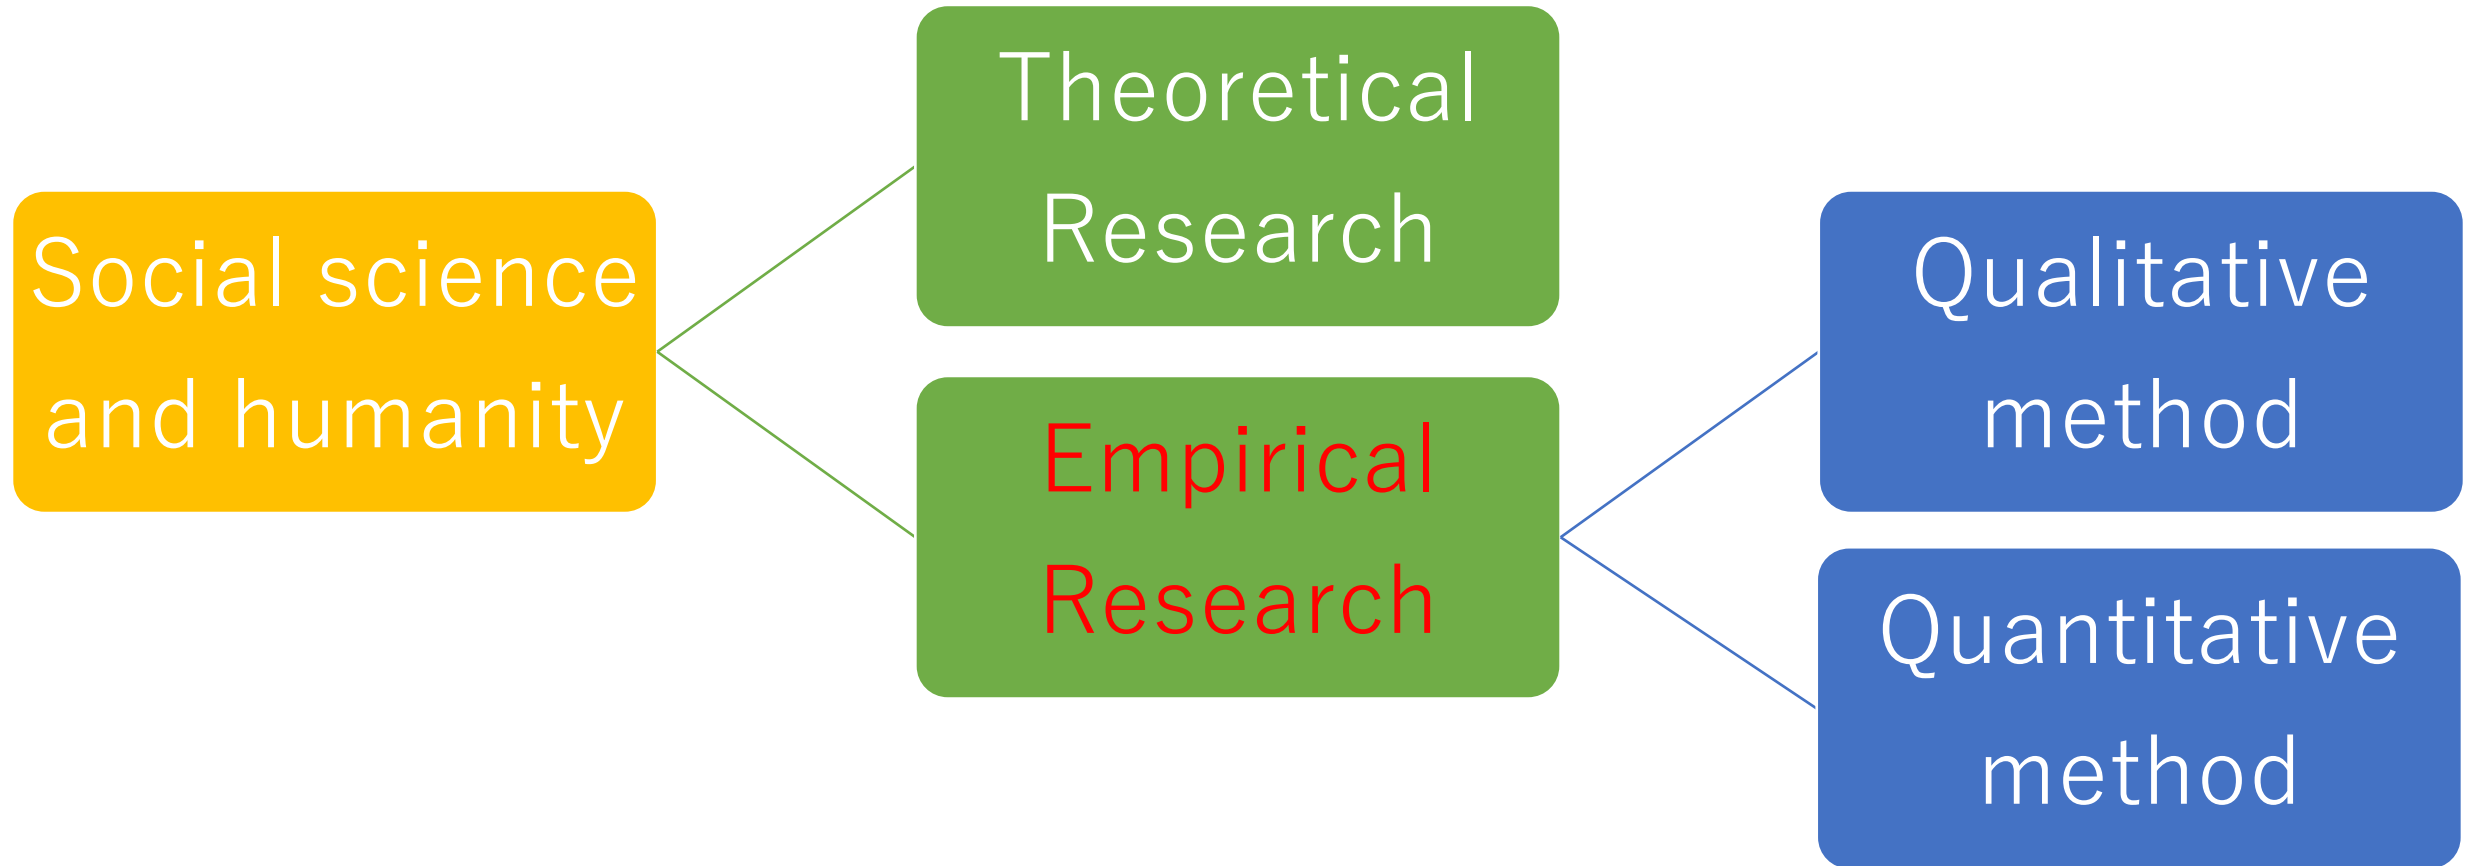 Social science
and humanity
Theoretical
Research
Empirical
Research
Qualitative
method
Quantitative
method